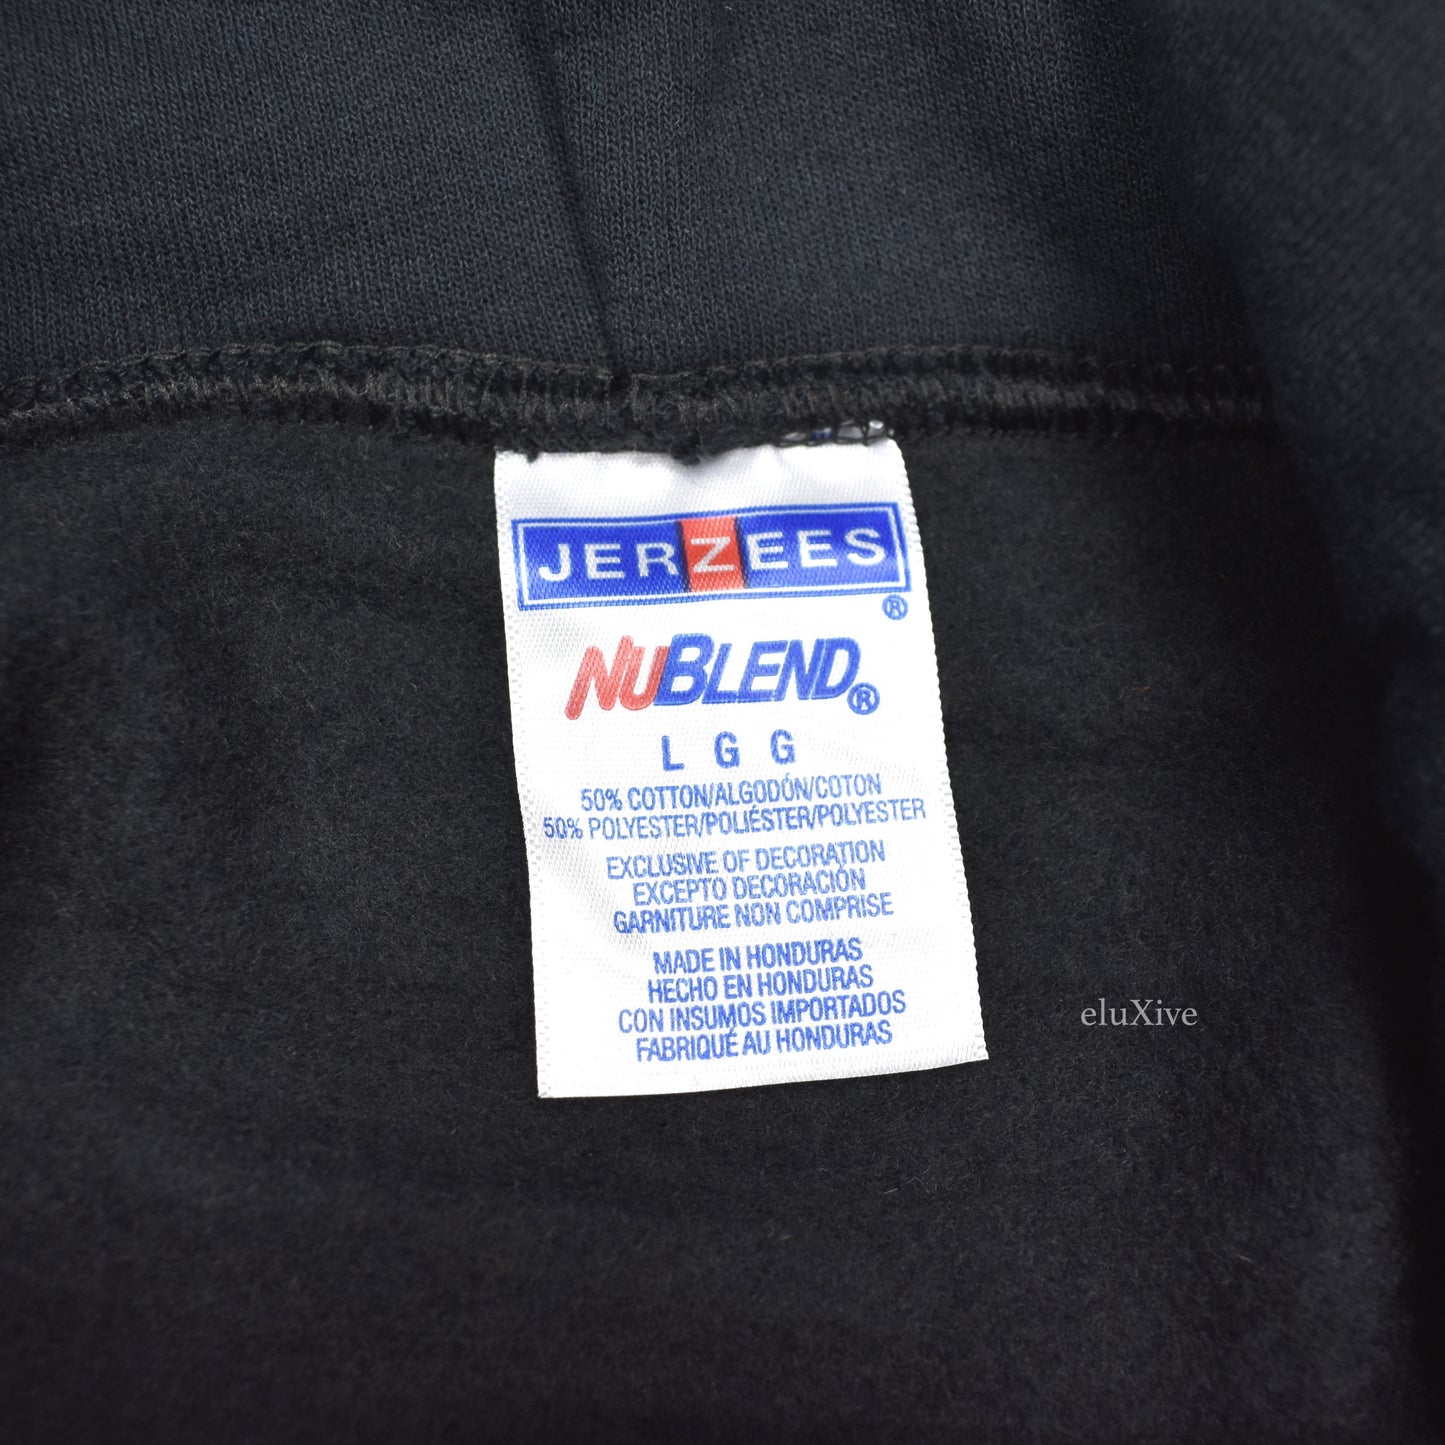 JERZEES
®
NUBLEND®
L G G
50% COTTON/ALGODÓN/COTON
50% POLYESTER/POLIÉSTER/POLYESTER
EXCLUSIVE OF DECORATION
EXCEPTO DECORACIÓN
GARNITURE NON COMPRISE
MADE IN HONDURAS
HECHO EN HONDURAS
CON INSUMOS IMPORTADOS
FABRIQUÉ AU HONDURAS
eluXive